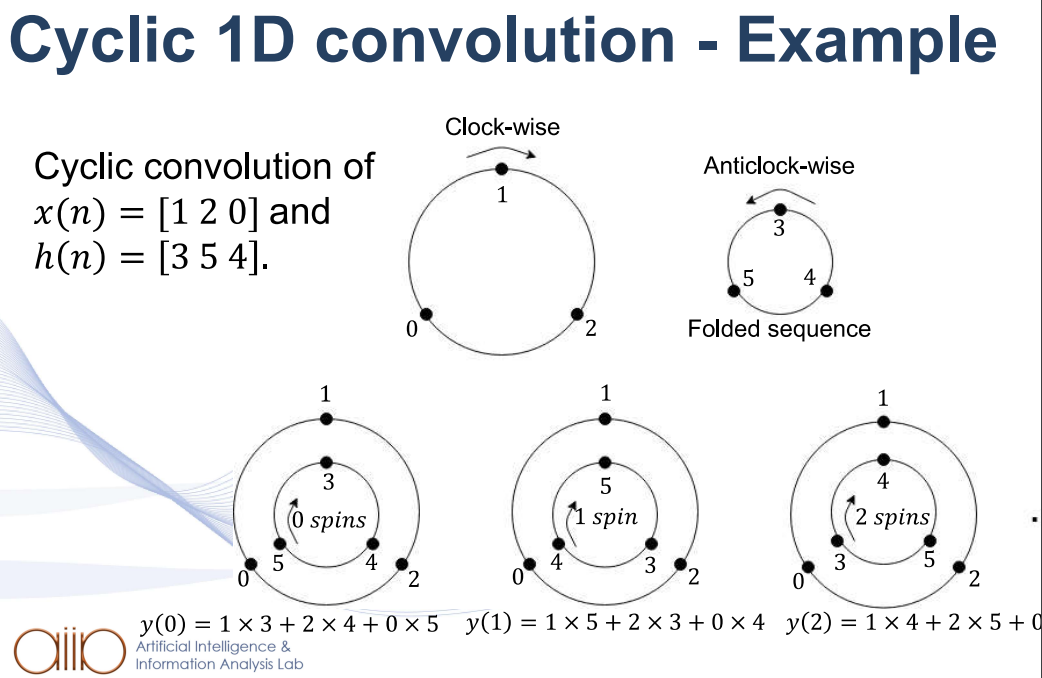 Cyclic 1D convolution - Example
Cyclic convolution of
x(n) = [1 2 0] and
h(n) = [3 5 4].
Clock-wise
1
0
2
Anticlock-wise
3
5
4
Folded sequence
1
3
0 spins
5
4
0
2
1
5
1 spin
4
3
0
2
1
4
2 spins
3
5
0
2
.
y(0) = 1 × 3 + 2 × 4 + 0 × 5
y(1) = 1 × 5 + 2 × 3 + 0 × 4
y(2) = 1 × 4 + 2 × 5 + 0
aiia
Artificial Intelligence &
Information Analysis Lab